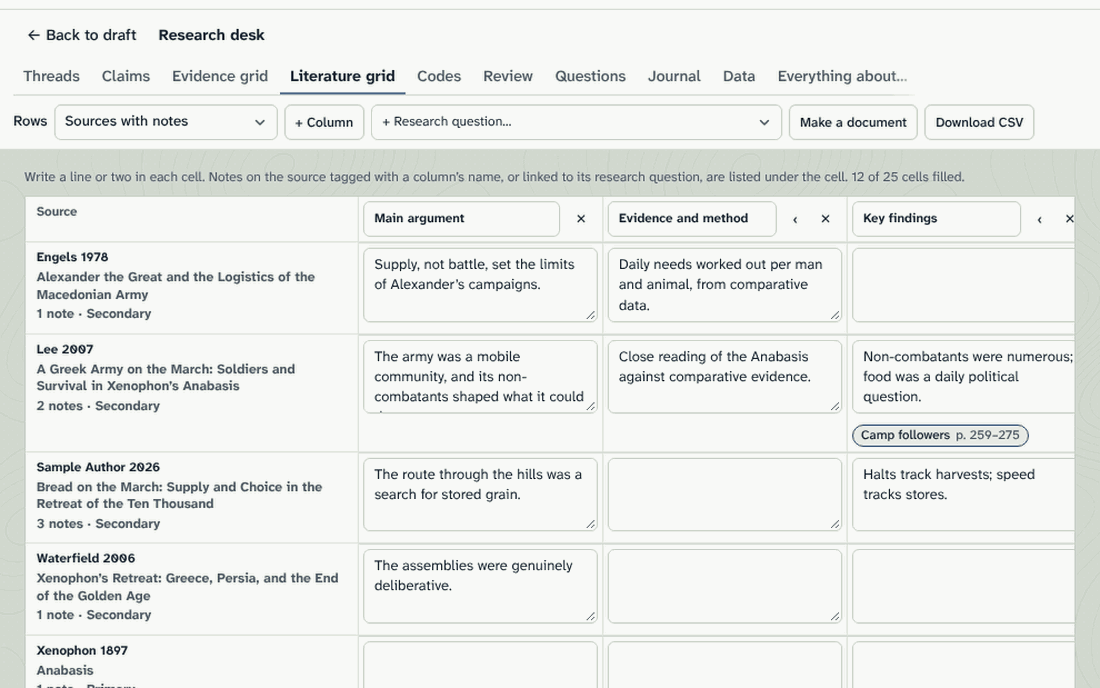 ← Back to draft Research desk
Threads Claims Evidence grid Literature grid Codes Review Questions Journal Data Everything about...
Rows Sources with notes + Column + Research question... Make a document Download CSV
Write a line or two in each cell. Notes on the source tagged with a column's name, or linked to its research question, are listed under the cell. 12 of 25 cells filled.
Source Main argument × Evidence and method ‹ × Key findings ‹ ×
Engels 1978
Alexander the Great and the Logistics of the
Macedonian Army
1 note · Secondary
Supply, not battle, set the limits
of Alexander's campaigns.
Daily needs worked out per man
and animal, from comparative
data.
Lee 2007
A Greek Army on the March: Soldiers and
Survival in Xenophon's Anabasis
2 notes · Secondary
The army was a mobile
community, and its non-
combatants shaped what it could
Close reading of the Anabasis
against comparative evidence.
Non-combatants were numerous;
food was a daily political
question.
Camp followers p. 259–275
Sample Author 2026
Bread on the March: Supply and Choice in the
Retreat of the Ten Thousand
3 notes · Secondary
The route through the hills was a
search for stored grain.
Halts track harvests; speed
tracks stores.
Waterfield 2006
Xenophon's Retreat: Greece, Persia, and the End
of the Golden Age
1 note · Secondary
The assemblies were genuinely
deliberative.
Xenophon 1897
Anabasis
1 note · Primary